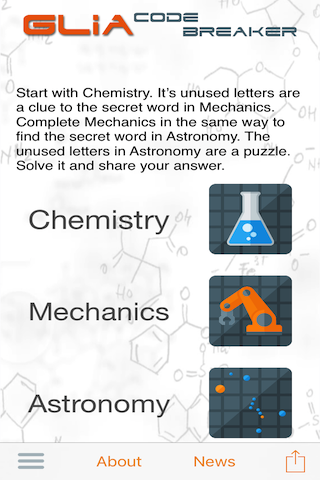 GLiA CODE
BREAKER
Start with Chemistry. It's unused letters are
a clue to the secret word in Mechanics.
Complete Mechanics in the same way to
find the secret word in Astronomy. The
unused letters in Astronomy are a puzzle.
Solve it and share your answer.
Chemistry
Mechanics
Astronomy
About News